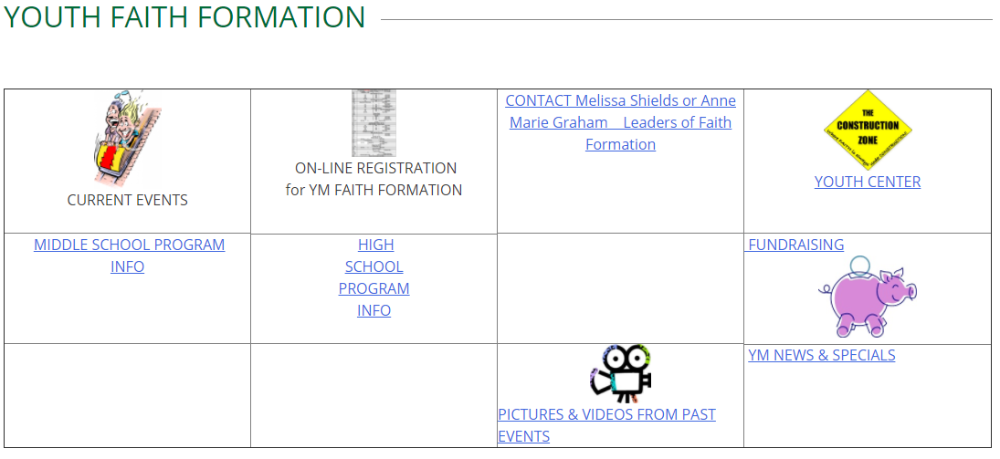 YOUTH FAITH FORMATION
CURRENT EVENTS
ON-LINE REGISTRATION
for YM FAITH FORMATION
CONTACT Melissa Shields or Anne
Marie Graham    Leaders of Faith
Formation
THE
CONSTRUCTION
ZONE
YOUTH CENTER
MIDDLE SCHOOL PROGRAM
INFO
HIGH
SCHOOL
PROGRAM
INFO
FUNDRAISING
PICTURES & VIDEOS FROM PAST
EVENTS
YM NEWS & SPECIALS